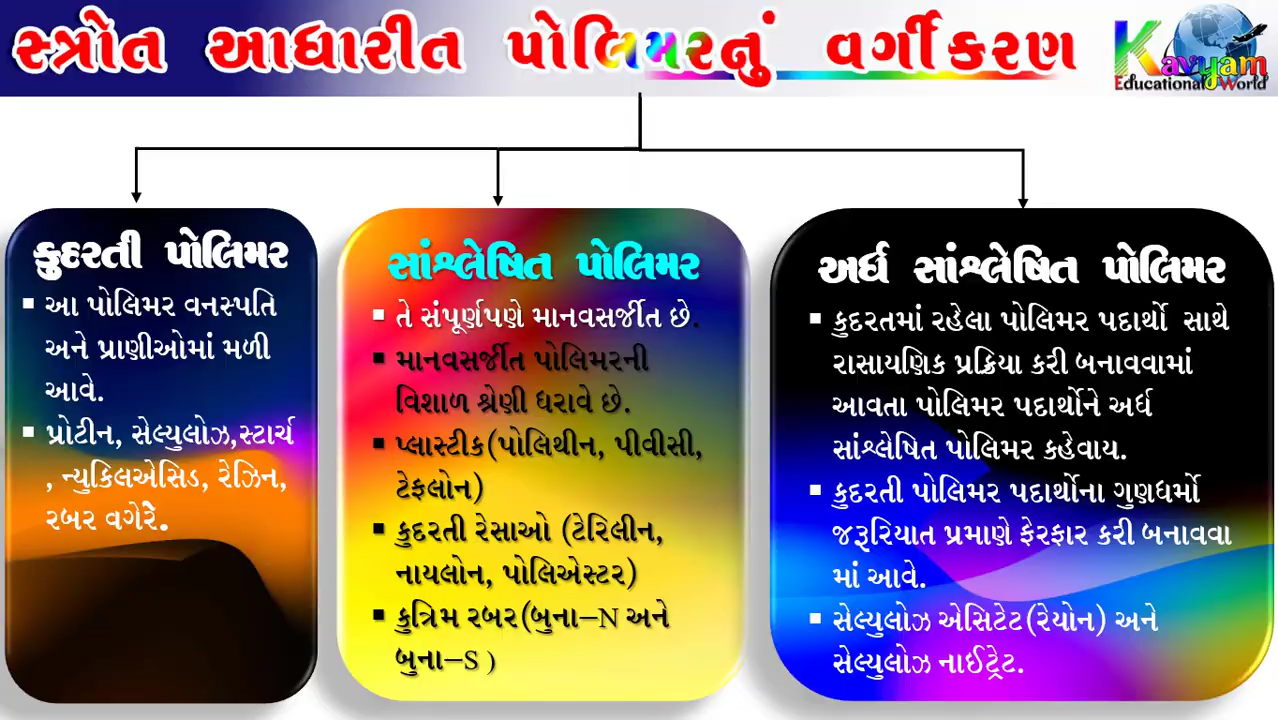 સ્ત્રોત આધારીત પોલિમરનું વર્ગીકરણ
Kavyam
Educational World
કુદરતી પોલિમર
▪ આ પોલિમર વનસ્પતિ
અને પ્રાણીઓમાં મળી
આવે.
▪ પ્રોટીન, સેલ્યુલોઝ,સ્ટાર્ચ
, ન્યુકિલએસિડ, રેઝિન,
રબર વગેરે.
સાંશ્લેષિત પોલિમર
▪ તે સંપૂર્ણપણે માનવસર્જીત છે.
▪ માનવસર્જીત પોલિમરની
વિશાળ શ્રેણી ધરાવે છે.
▪ પ્લાસ્ટીક(પોલિથીન, પીવીસી,
ટેફલોન)
▪ કુદરતી રેસાઓ (ટેરિલીન,
નાયલોન, પોલિએસ્ટર)
▪ કુત્રિમ રબર(બુના–N અને
બુના–S )
અર્ધ સાંશ્લેષિત પોલિમર
▪ કુદરતમાં રહેલા પોલિમર પદાર્થો સાથે
રાસાયણિક પ્રક્રિયા કરી બનાવવામાં
આવતા પોલિમર પદાર્થોને અર્ધ
સાંશ્લેષિત પોલિમર કહેવાય.
▪ કુદરતી પોલિમર પદાર્થોના ગુણધર્મો
જરૂરિયાત પ્રમાણે ફેરફાર કરી બનાવવા
માં આવે.
▪ સેલ્યુલોઝ એસિટેટ(રેયોન) અને
સેલ્યુલોઝ નાઈટ્રેટ.